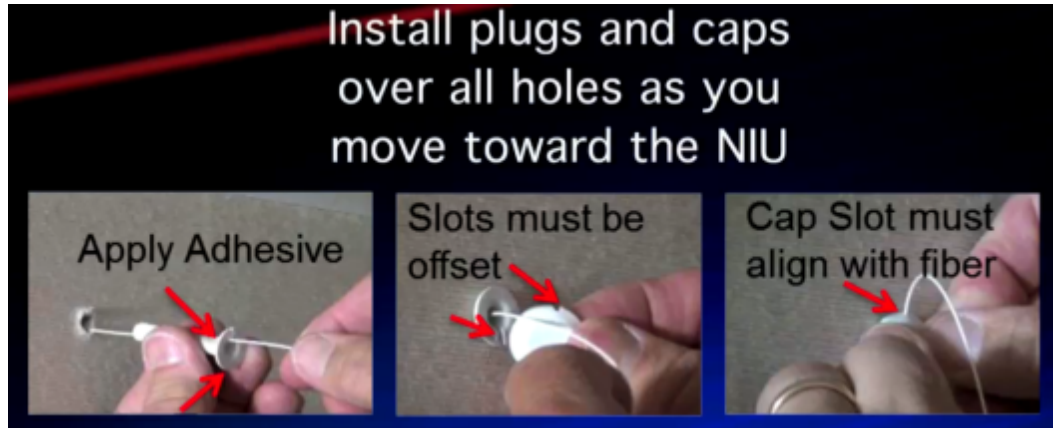 Install plugs and caps
over all holes as you
move toward the NIU
Apply Adhesive
Slots must be
offset
Cap Slot must
align with fiber